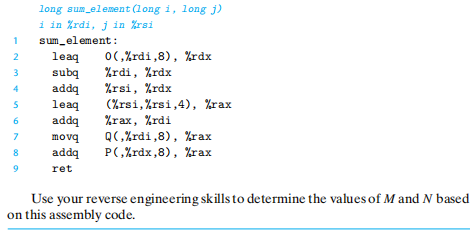 long sum_element(long i, long j)
i in %rdi, j in %rsi
1 sum_element:
2 leaq 0(,%rdi,8), %rdx
3 subq %rdi, %rdx
4 addq %rsi, %rdx
5 leaq (%rsi,%rsi,4), %rax
6 addq %rax, %rdi
7 movq Q(,%rdi,8), %rax
8 addq P(,%rdx,8), %rax
9 ret
Use your reverse engineering skills to determine the values of M and N based
on this assembly code.